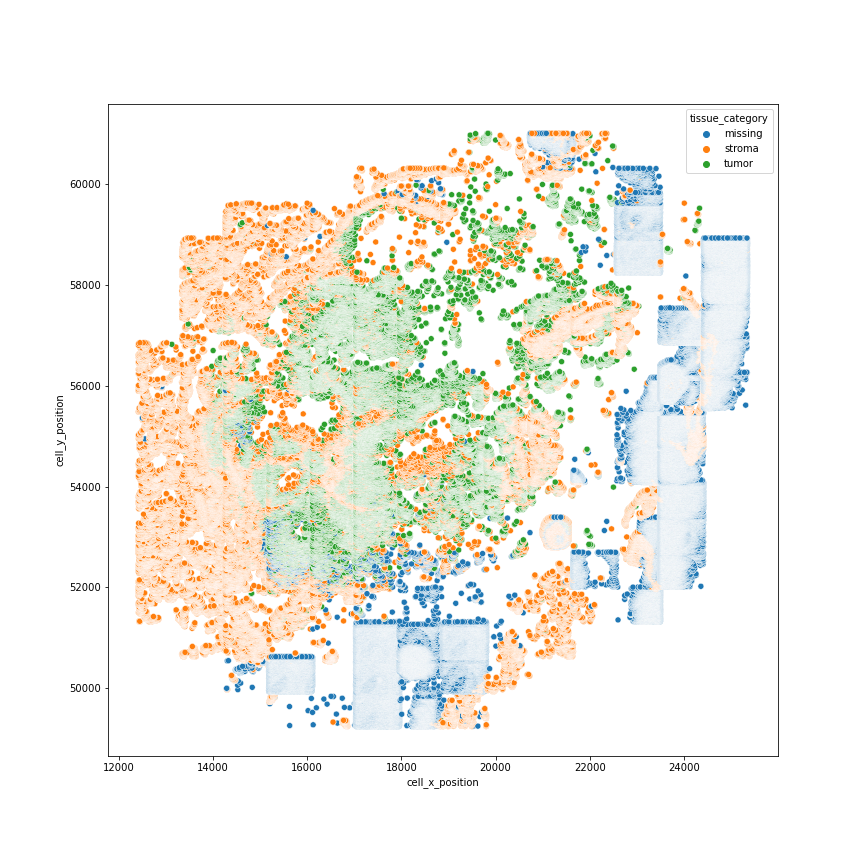 tissue_category
missing
stroma
tumor
60000
58000
56000
54000
52000
50000
cell_y_position
12000 14000 16000 18000 20000 22000 24000
cell_x_position